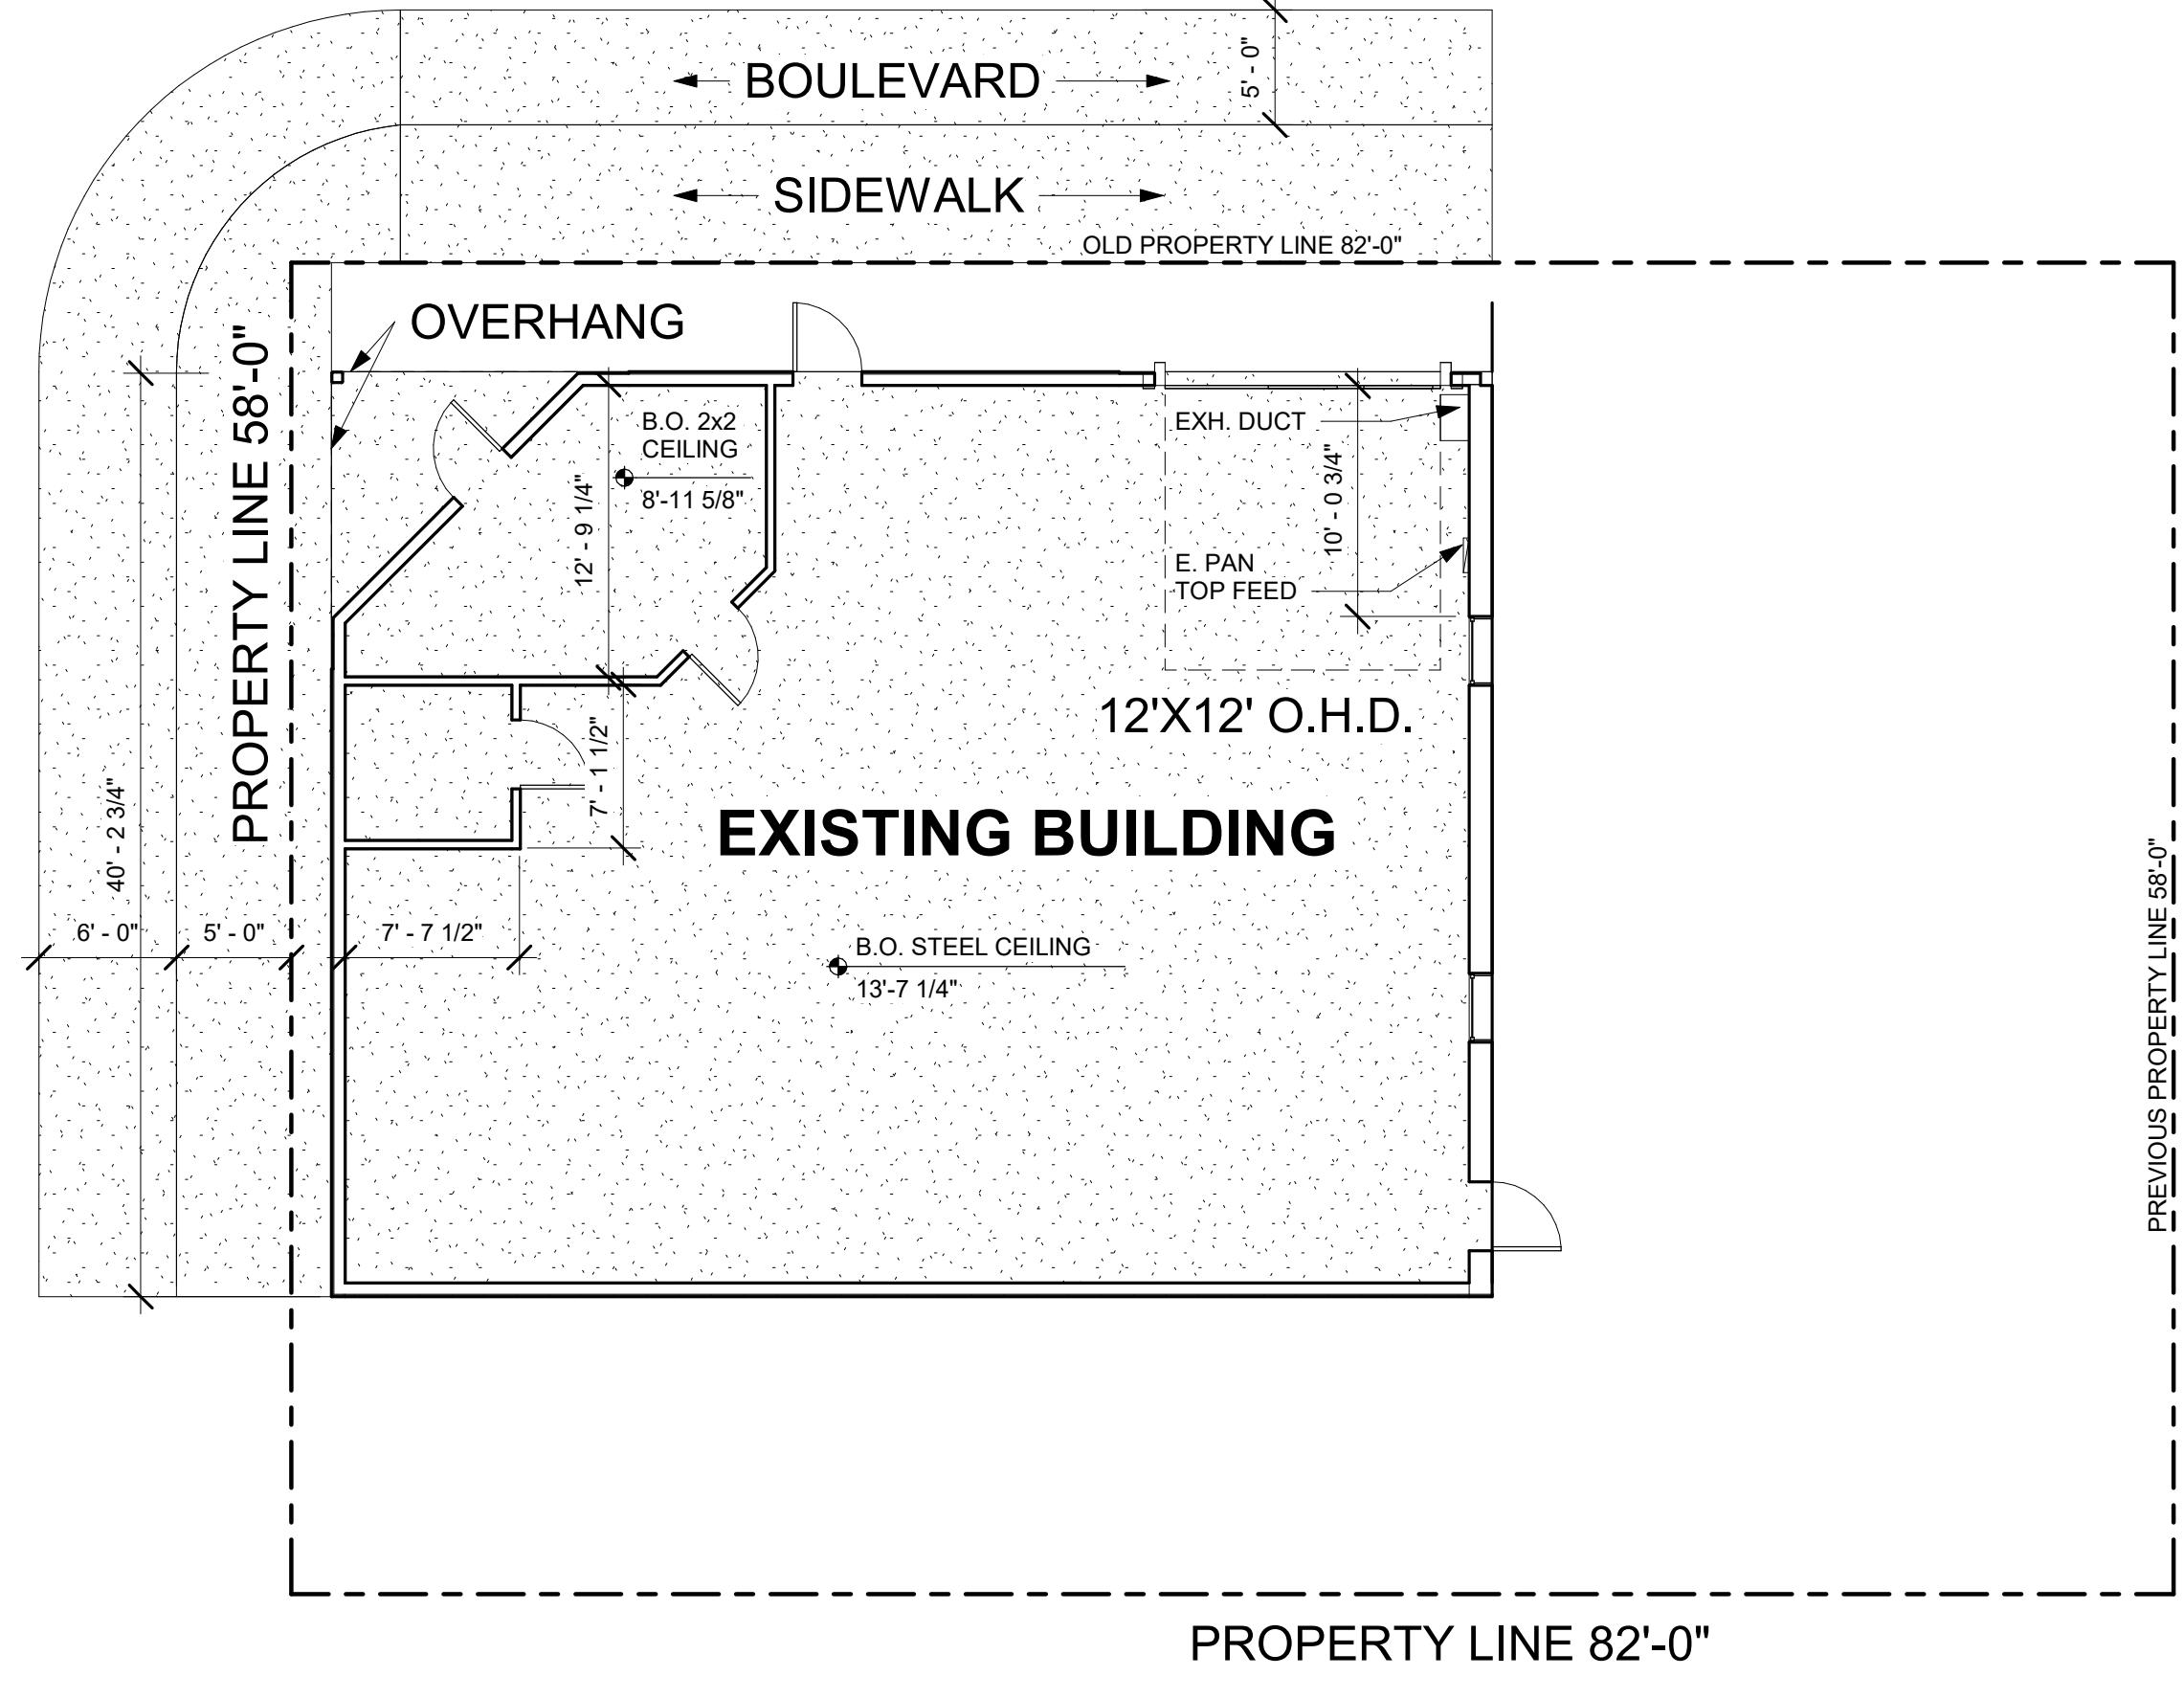 5' - 0"
BOULEVARD
SIDEWALK
OLD PROPERTY LINE 82'-0"
OVERHANG
PROPERTY LINE 58'-0"
B.O. 2x2
CEILING
8'-11 5/8"
12' - 9 1/4"
EXH. DUCT
10' - 0 3/4"
E. PAN
TOP FEED
12'X12' O.H.D.
7' - 1 1/2"
EXISTING BUILDING
40' - 2 3/4"
6' - 0"
5' - 0"
7' - 7 1/2"
B.O. STEEL CEILING
13'-7 1/4"
PREVIOUS PROPERTY LINE 58'-0"
PROPERTY LINE 82'-0"